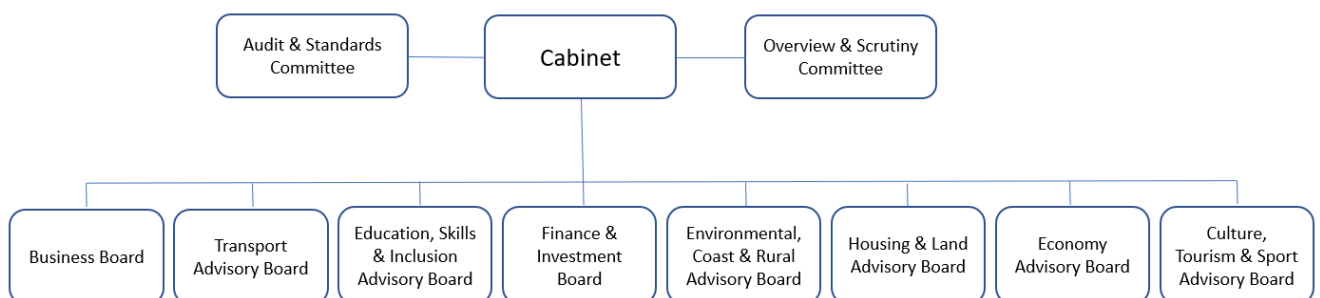 Audit & Standards
Committee
Cabinet
Overview & Scrutiny
Committee
Business Board
Transport
Advisory Board
Education, Skills
& Inclusion
Advisory Board
Finance &
Investment
Board
Environmental,
Coast & Rural
Advisory Board
Housing & Land
Advisory Board
Economy
Advisory Board
Culture,
Tourism & Sport
Advisory Board